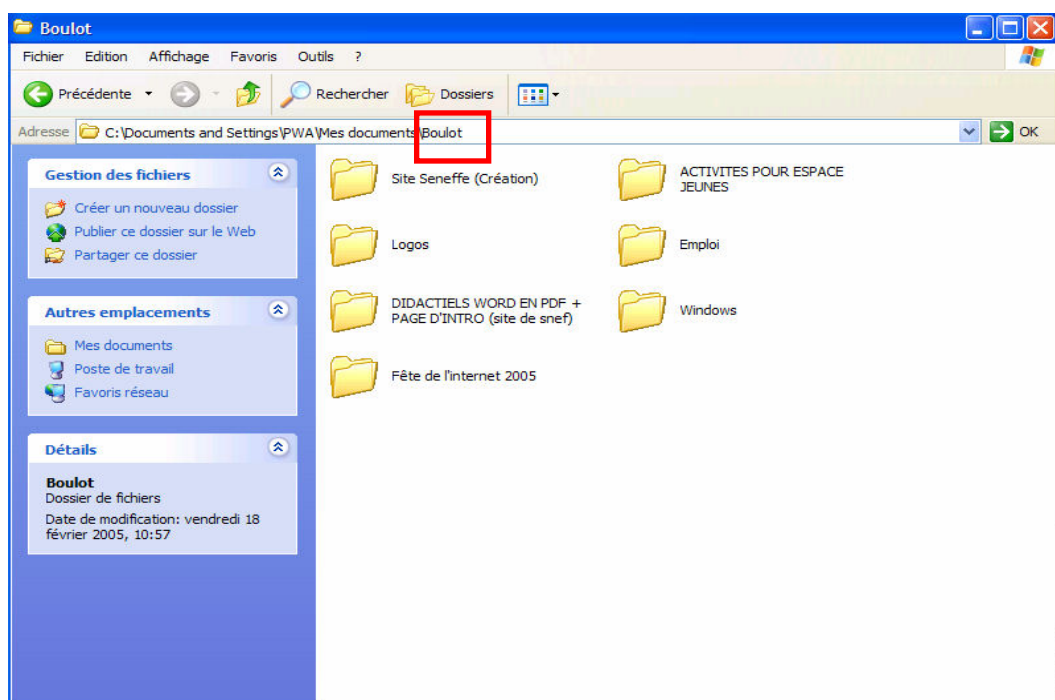 Boulot
Fichier Edition Affichage Favoris Outils ?
Précédente Rechercher Dossiers
Adresse C:\Documents and Settings\PWA\Mes documents\Boulot OK
Gestion des fichiers
Créer un nouveau dossier
Publier ce dossier sur le Web
Partager ce dossier
Autres emplacements
Mes documents
Poste de travail
Favoris réseau
Détails
Boulot
Dossier de fichiers
Date de modification: vendredi 18
février 2005, 10:57
Site Seneffe (Création)
ACTIVITES POUR ESPACE
JEUNES
Logos
Emploi
DIDACTIELS WORD EN PDF +
PAGE D'INTRO (site de snef)
Windows
Fête de l'internet 2005